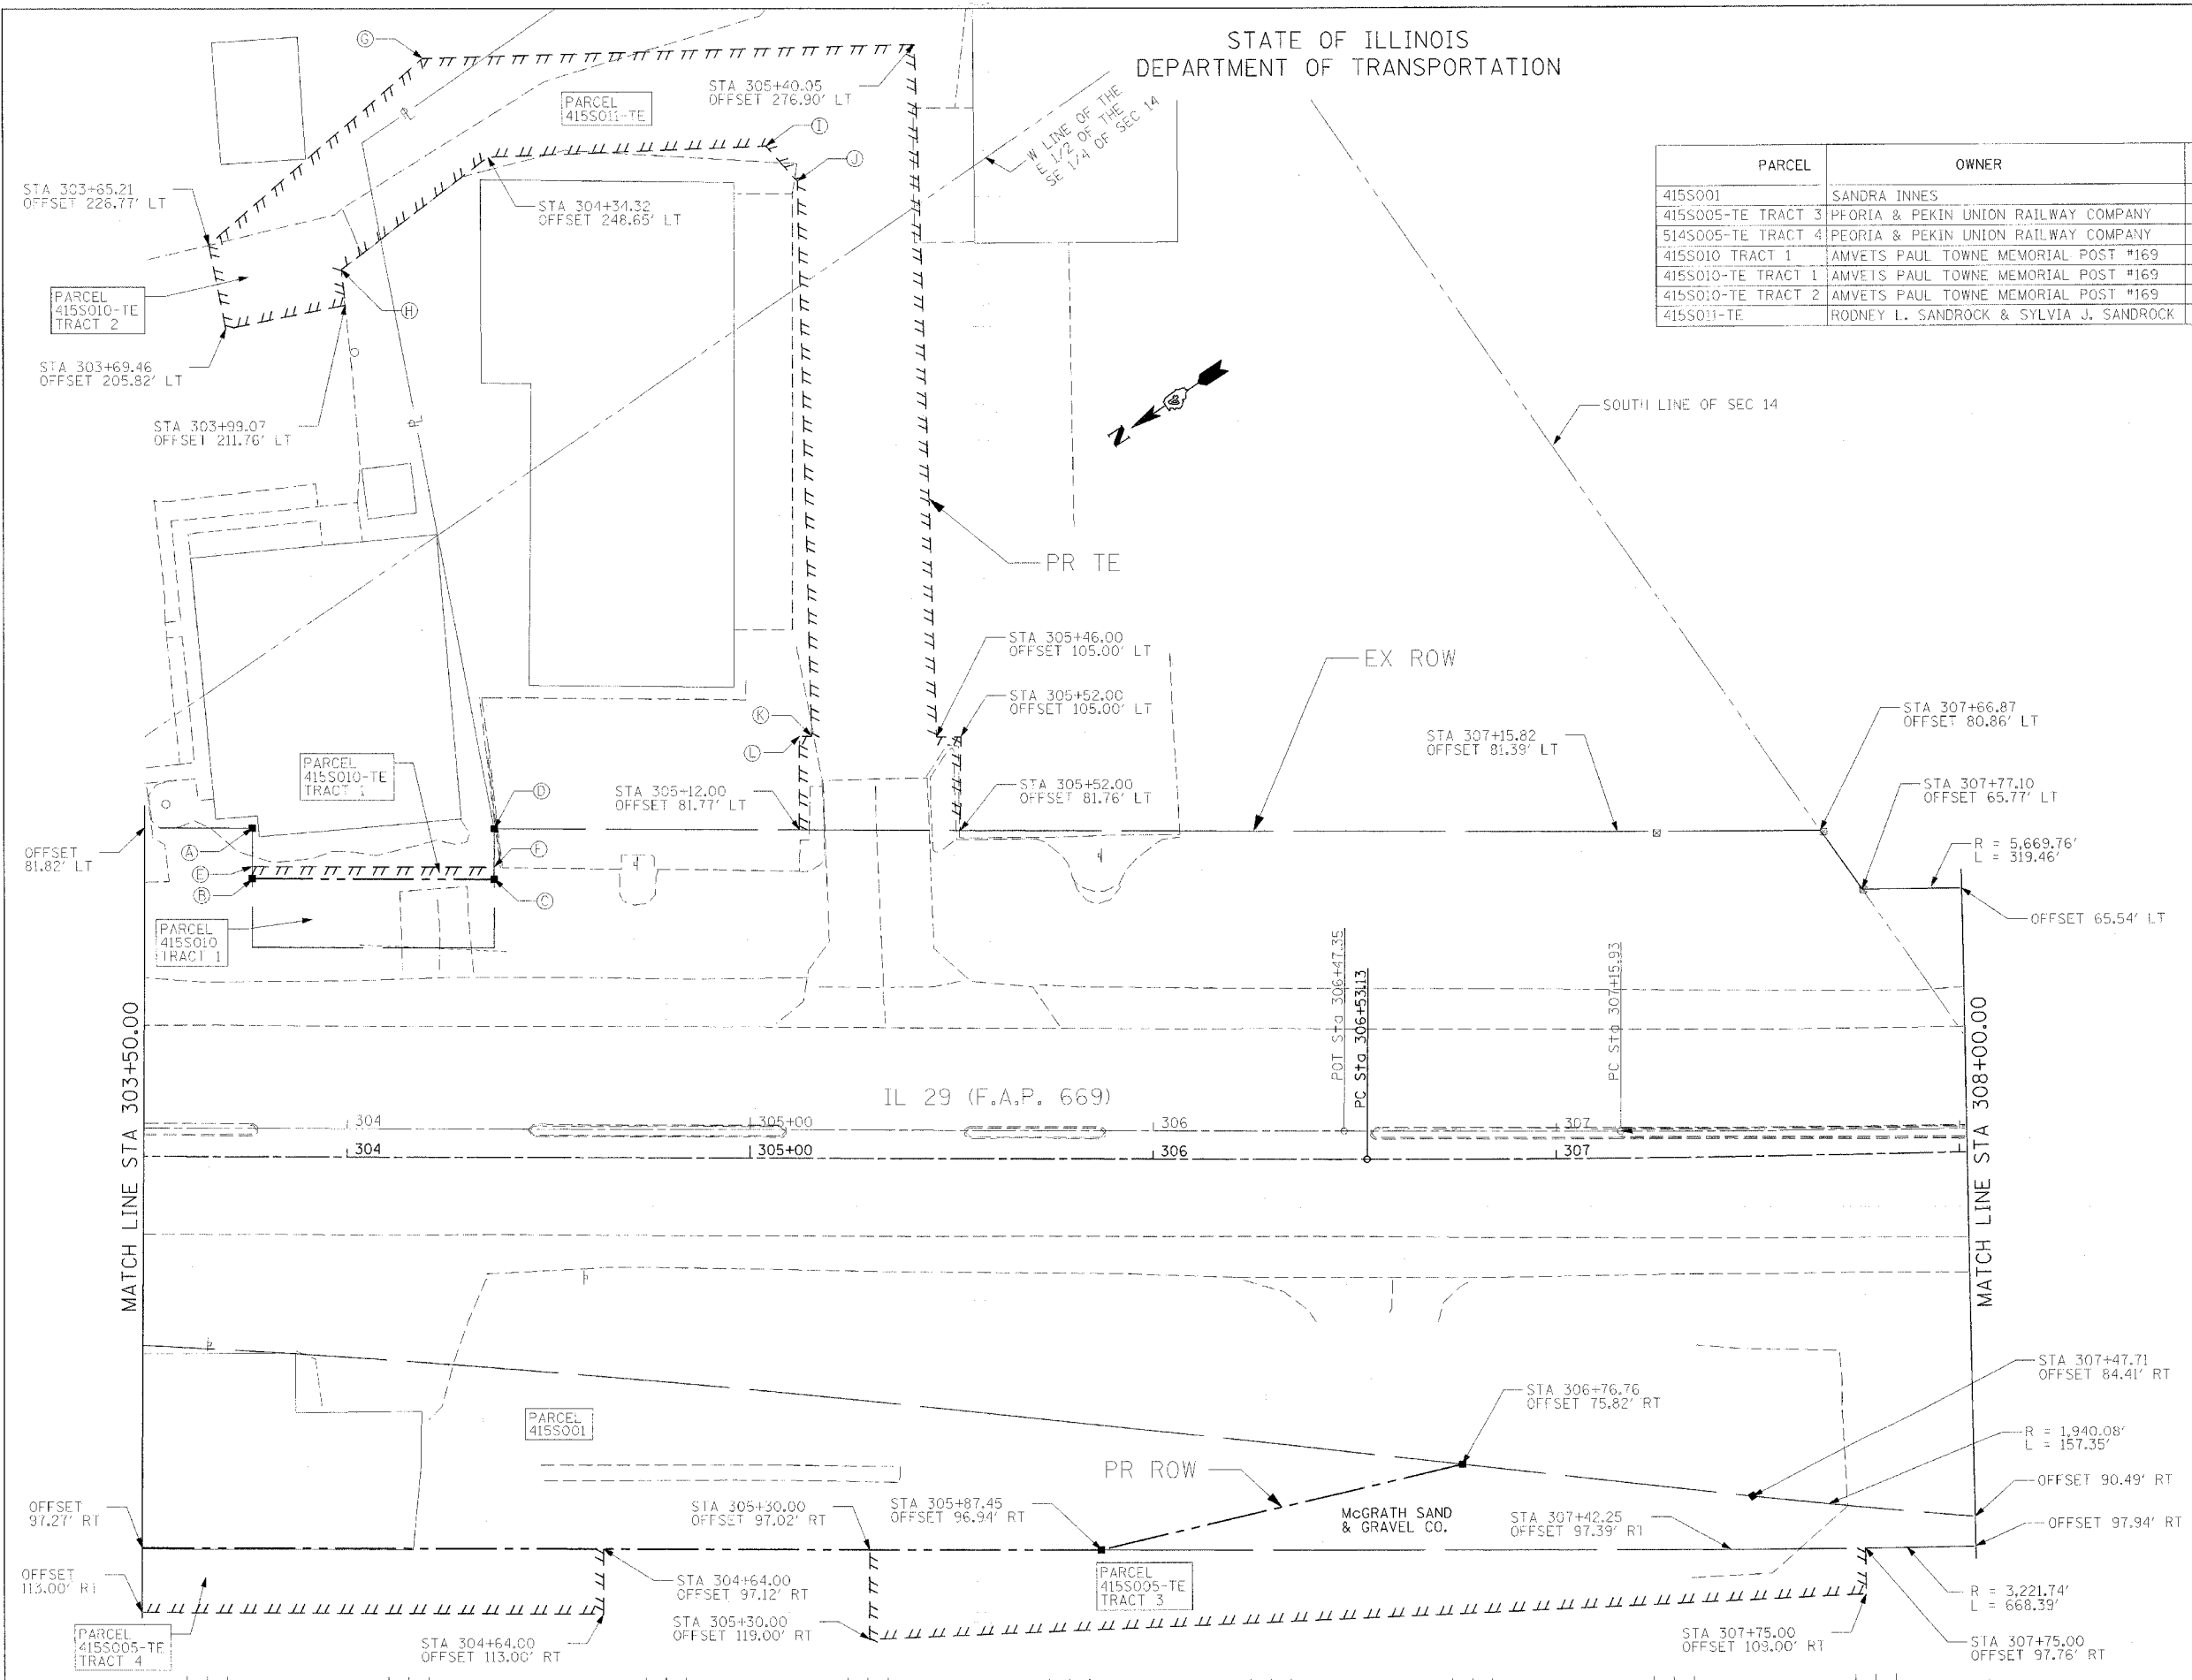 STATE OF ILLINOIS
DEPARTMENT OF TRANSPORTATION
PARCEL OWNER
415S001 SANDRA INNES
415S005-TE TRACT 3 PEORIA & PEKIN UNION RAILWAY COMPANY
514S005-TE TRACT 4 PEORIA & PEKIN UNION RAILWAY COMPANY
415S010 TRACT 1 AMVETS PAUL TOWNE MEMORIAL POST #169
415S010-TE TRACT 1 AMVETS PAUL TOWNE MEMORIAL POST #169
415S010-TE TRACT 2 AMVETS PAUL TOWNE MEMORIAL POST #169
415S011-TE RODNEY L. SANDROCK & SYLVIA J. SANDROCK
G
STA 305+40.05
OFFSET 276.90' LT
PARCEL
415S011-TE
I
J
W LINE OF THE
E 1/2 OF THE
SE 1/4 OF SEC 14
STA 303+65.21
OFFSET 226.77' LT
STA 304+34.32
OFFSET 248.65' LT
PARCEL
415S010-TE
TRACT 2
H
STA 303+69.46
OFFSET 205.82' LT
STA 303+99.07
OFFSET 211.76' LT
N
SOUTH LINE OF SEC 14
PR TE
STA 305+46.00
OFFSET 105.00' LT
EX ROW
STA 305+52.00
OFFSET 105.00' LT
K
L
STA 307+66.87
OFFSET 80.86' LT
STA 307+15.82
OFFSET 81.39' LT
PARCEL
415S010-TE
TRACT 1
D
STA 305+12.00
OFFSET 81.77' LT
STA 305+52.00
OFFSET 81.76' LT
STA 307+77.10
OFFSET 65.77' LT
OFFSET
81.82' LT
A
E
B
F
C
R = 5,669.76'
L = 319.46'
OFFSET 65.54' LT
PARCEL
415S010
TRACT 1
POT Sta 306+47.35
PC Sta 306+53.13
PC Sta 307+15.93
MATCH LINE STA 303+50.00
MATCH LINE STA 308+00.00
IL 29 (F.A.P. 669)
304 305+00 306 307
304 305+00 306 307
STA 307+47.71
OFFSET 84.41' RT
STA 306+76.76
OFFSET 75.82' RT
PARCEL
415S001
R = 1,940.08'
L = 157.35'
PR ROW
OFFSET 90.49' RT
OFFSET
97.27' RT
STA 305+30.00
OFFSET 97.02' RT
STA 305+87.45
OFFSET 96.94' RT
McGRATH SAND
& GRAVEL CO.
STA 307+42.25
OFFSET 97.39' RT
OFFSET 97.94' RT
OFFSET
113.00' RT
STA 304+64.00
OFFSET 97.12' RT
PARCEL
415S005-TE
TRACT 3
R = 3,221.74'
L = 668.39'
PARCEL
415S005-TE
TRACT 4
STA 304+64.00
OFFSET 113.00' RT
STA 305+30.00
OFFSET 119.00' RT
STA 307+75.00
OFFSET 109.00' RT
STA 307+75.00
OFFSET 97.76' RT